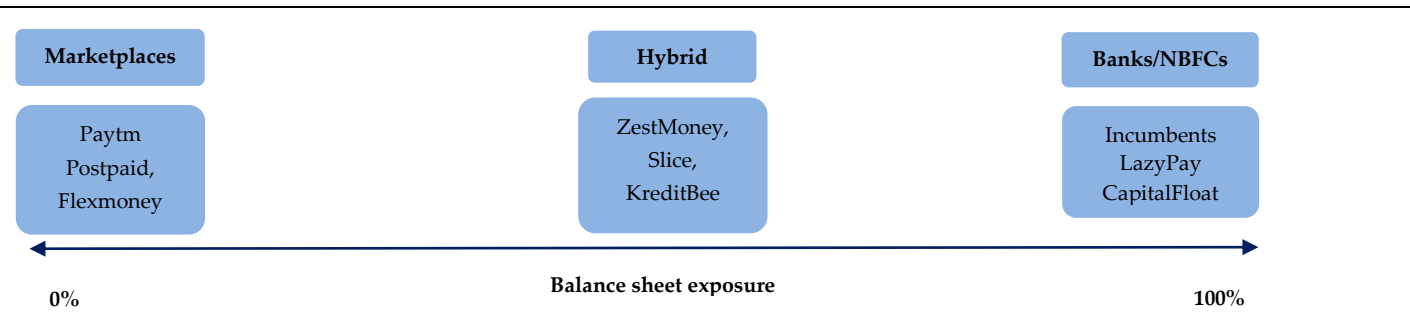 Marketplaces
Hybrid
Banks/NBFCs
Paytm
Postpaid,
Flexmoney
ZestMoney,
Slice,
KreditBee
Incumbents
LazyPay
CapitalFloat
Balance sheet exposure
0%
100%